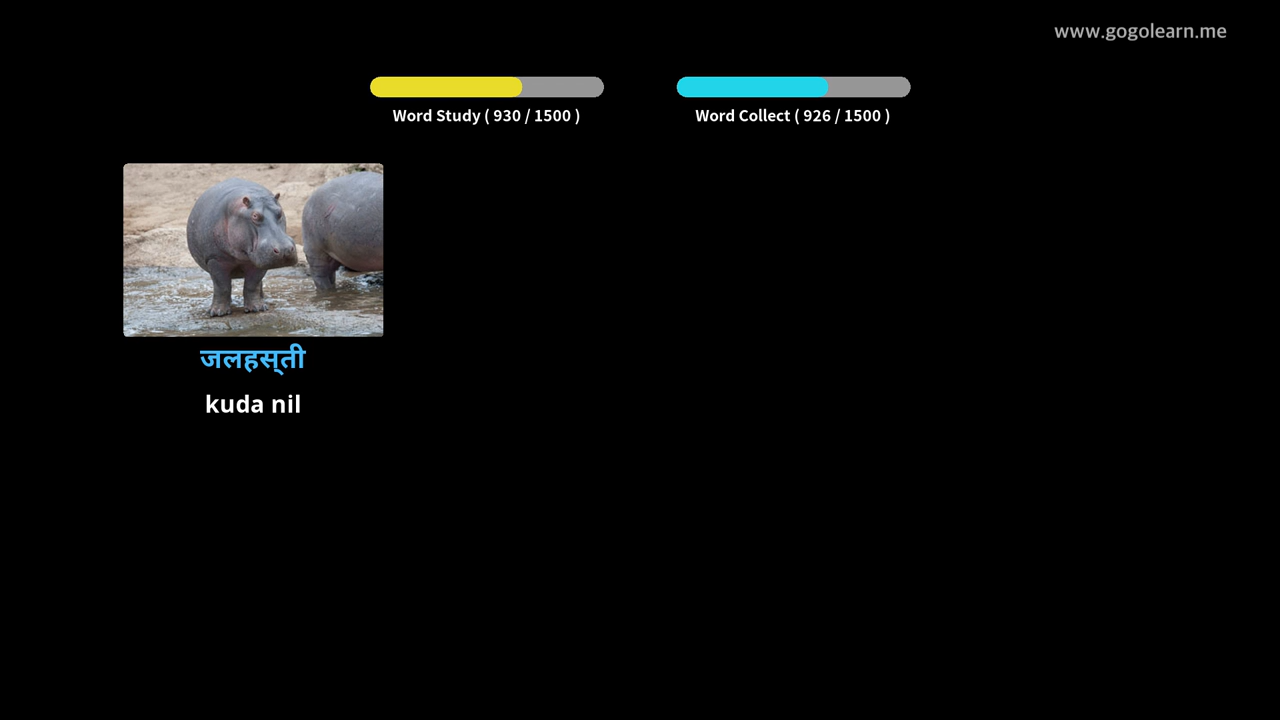 www.gogolearn.me
Word Study ( 930 / 1500 )
Word Collect ( 926 / 1500 )
जलहस्ती
kuda nil